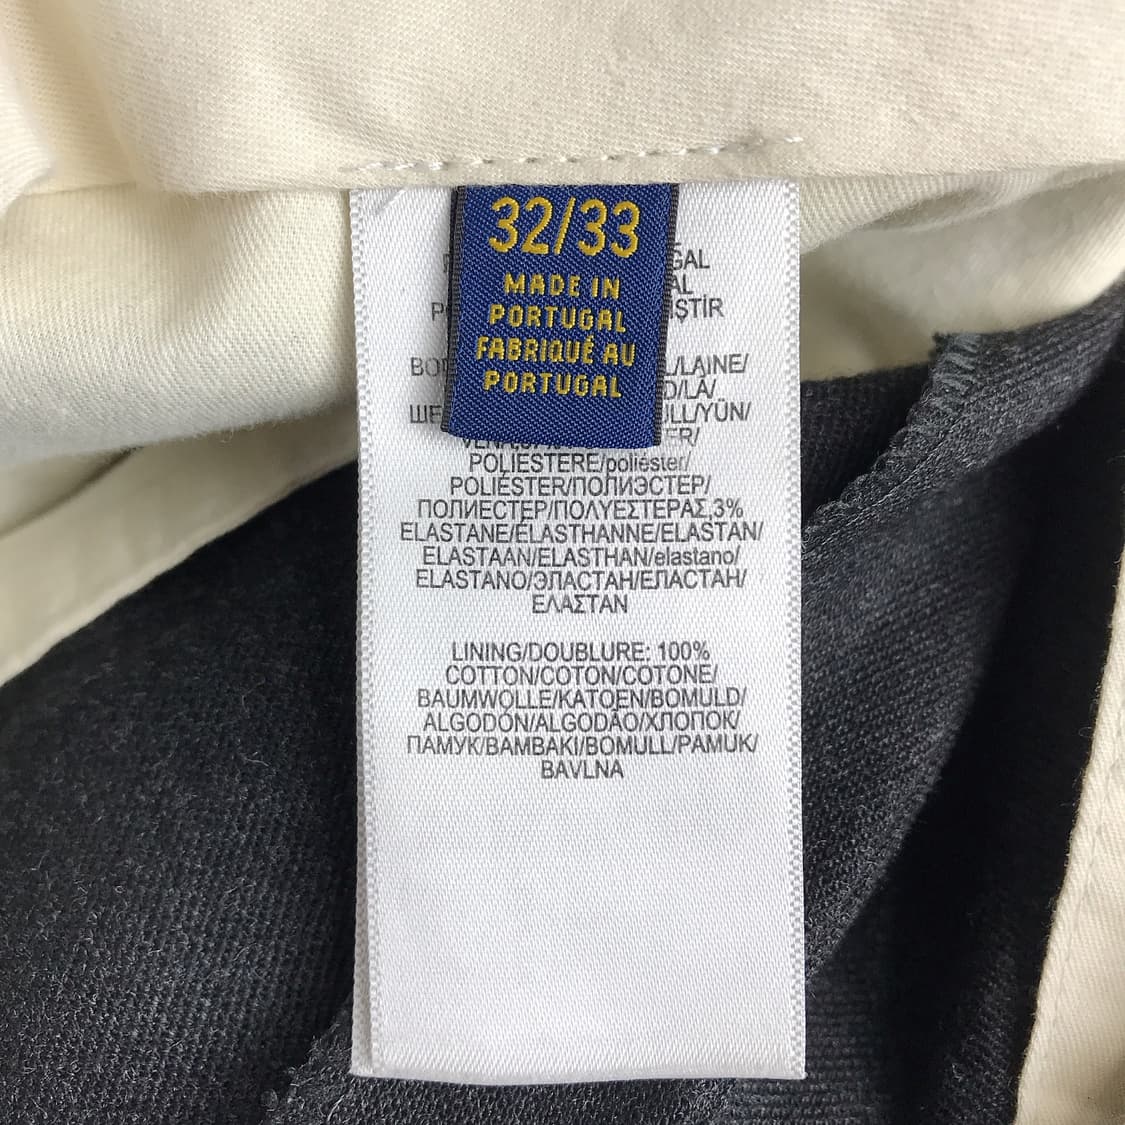 32/33
MADE IN
PORTUGAL
FABRIQUÉ AU
PORTUGAL
POLIESTERE/poliéster/
POLIÉSTER/ПОЛИЭСТЕР/
ПОЛИЕСТЕР/ΠΟΛΥΕΣΤΕΡΑΣ,3%
ELASTANE/ÉLASTHANNE/ELASTAN/
ELASTAAN/ELASTHAN/elastano/
ELASTANO/ЭЛАСТАН/ЕЛАСТАН/
ΕΛΑΣΤΑΝ
LINING/DOUBLURE: 100%
COTTON/COTON/COTONE/
BAUMWOLLE/KATOEN/BOMULD/
ALGODÓN/ALGODÃO/ХЛОПОК/
ПАМУК/ΒΑΜΒΑΚΙ/BOMULL/PAMUK/
BAVLNA